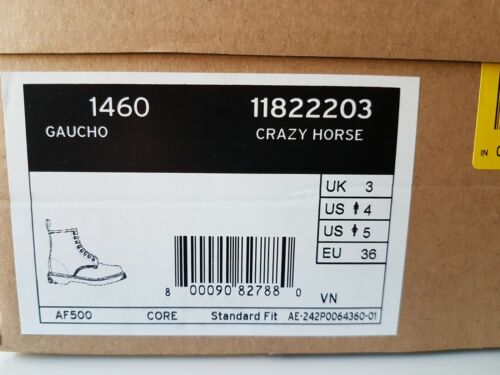 1460 11822203
GAUCHO CRAZY HORSE
UK 3
US 4
US 5
EU 36
8 00090 82788 0
VN
AF500 CORE Standard Fit AE-242P0064360-01
IN